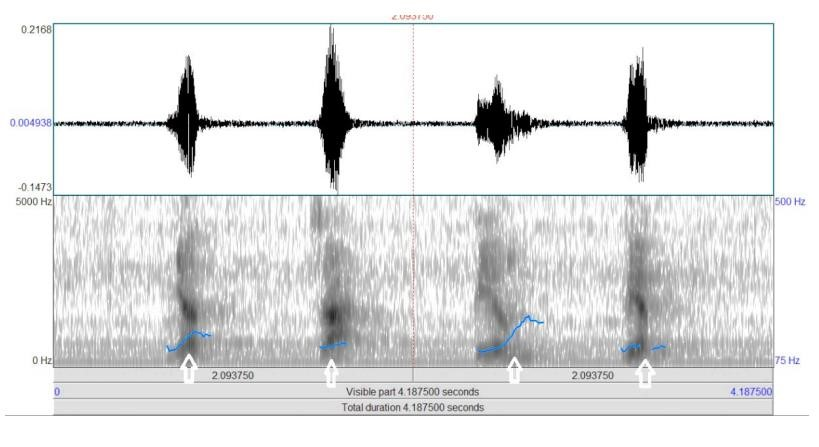 2.093750
0.2168
0.004938
-0.1473
5000 Hz 500 Hz
0 Hz 75 Hz
2.093750 2.093750
0 Visible part 4.187500 seconds 4.187500
Total duration 4.187500 seconds